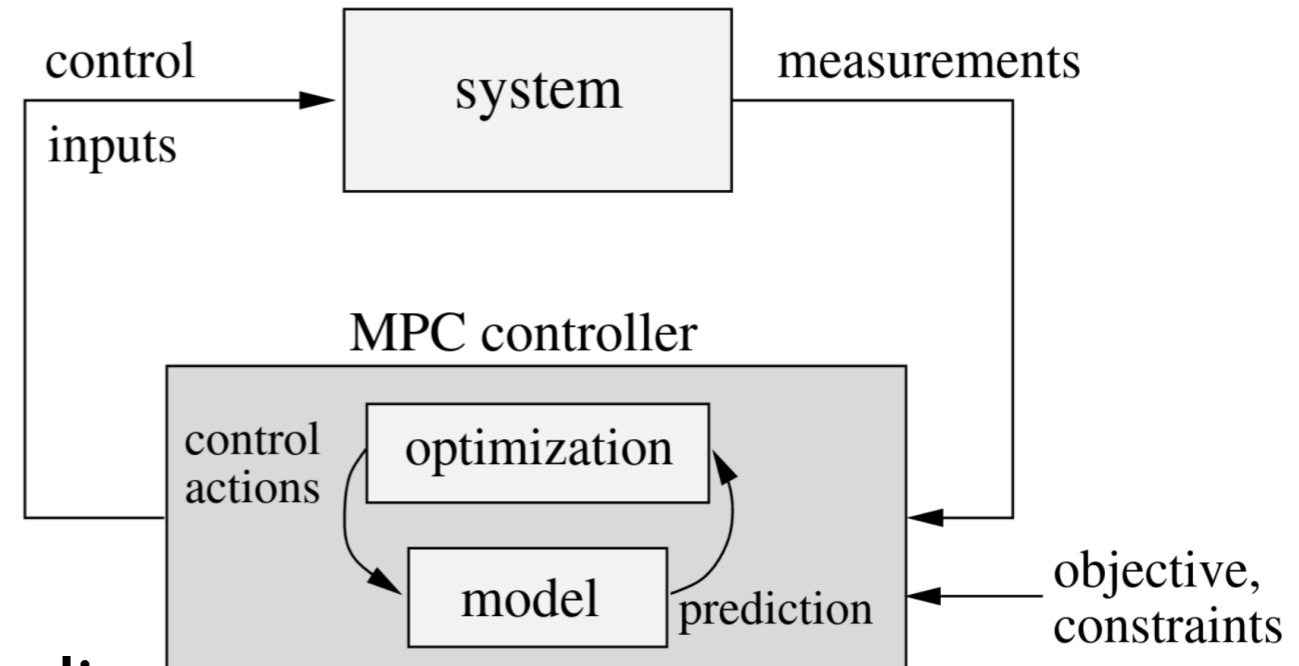 control
inputs
system
measurements
MPC controller
control
actions
optimization
model
prediction
objective,
constraints